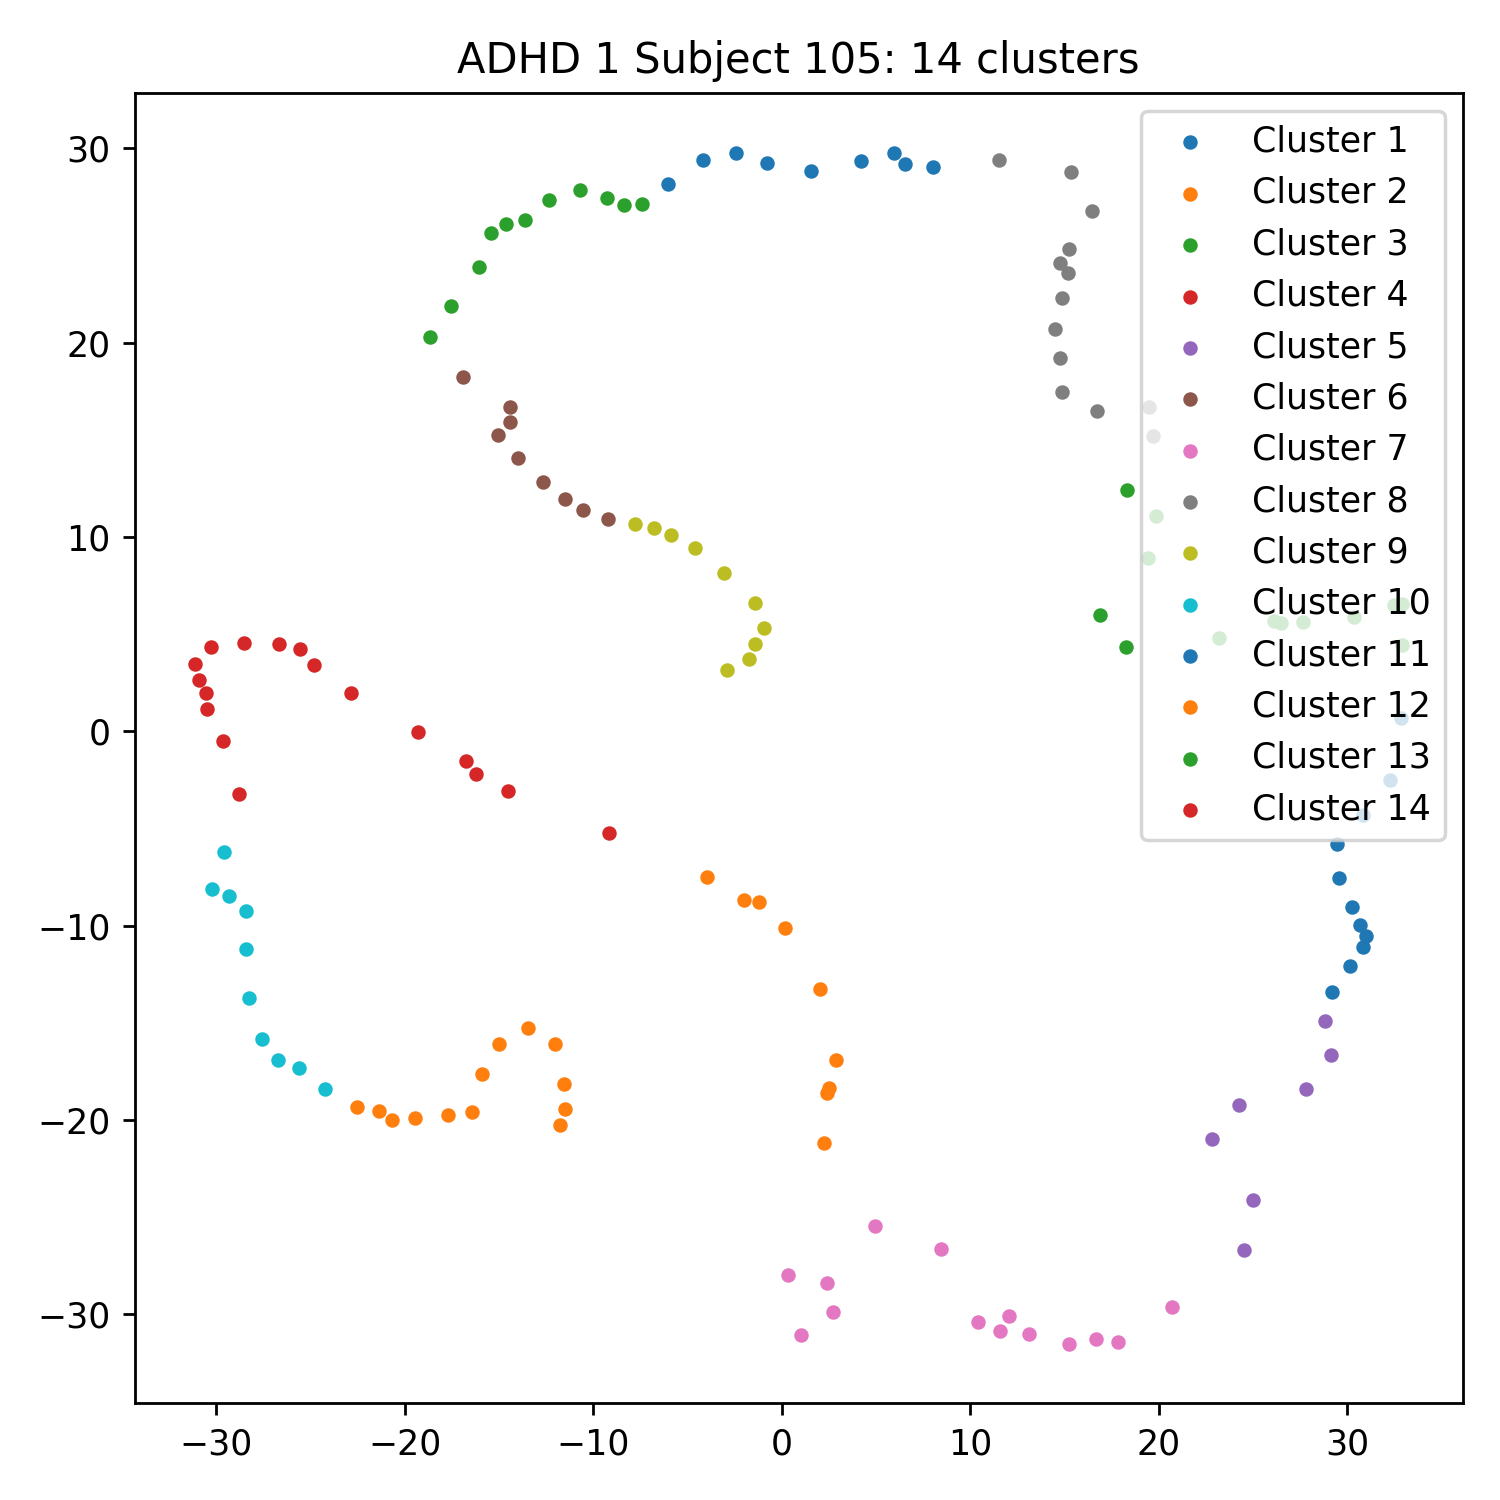 ADHD 1 Subject 105: 14 clusters
30
20
10
0
−10
−20
−30
−30
−20
−10
0
10
20
30
Cluster 1
Cluster 2
Cluster 3
Cluster 4
Cluster 5
Cluster 6
Cluster 7
Cluster 8
Cluster 9
Cluster 10
Cluster 11
Cluster 12
Cluster 13
Cluster 14